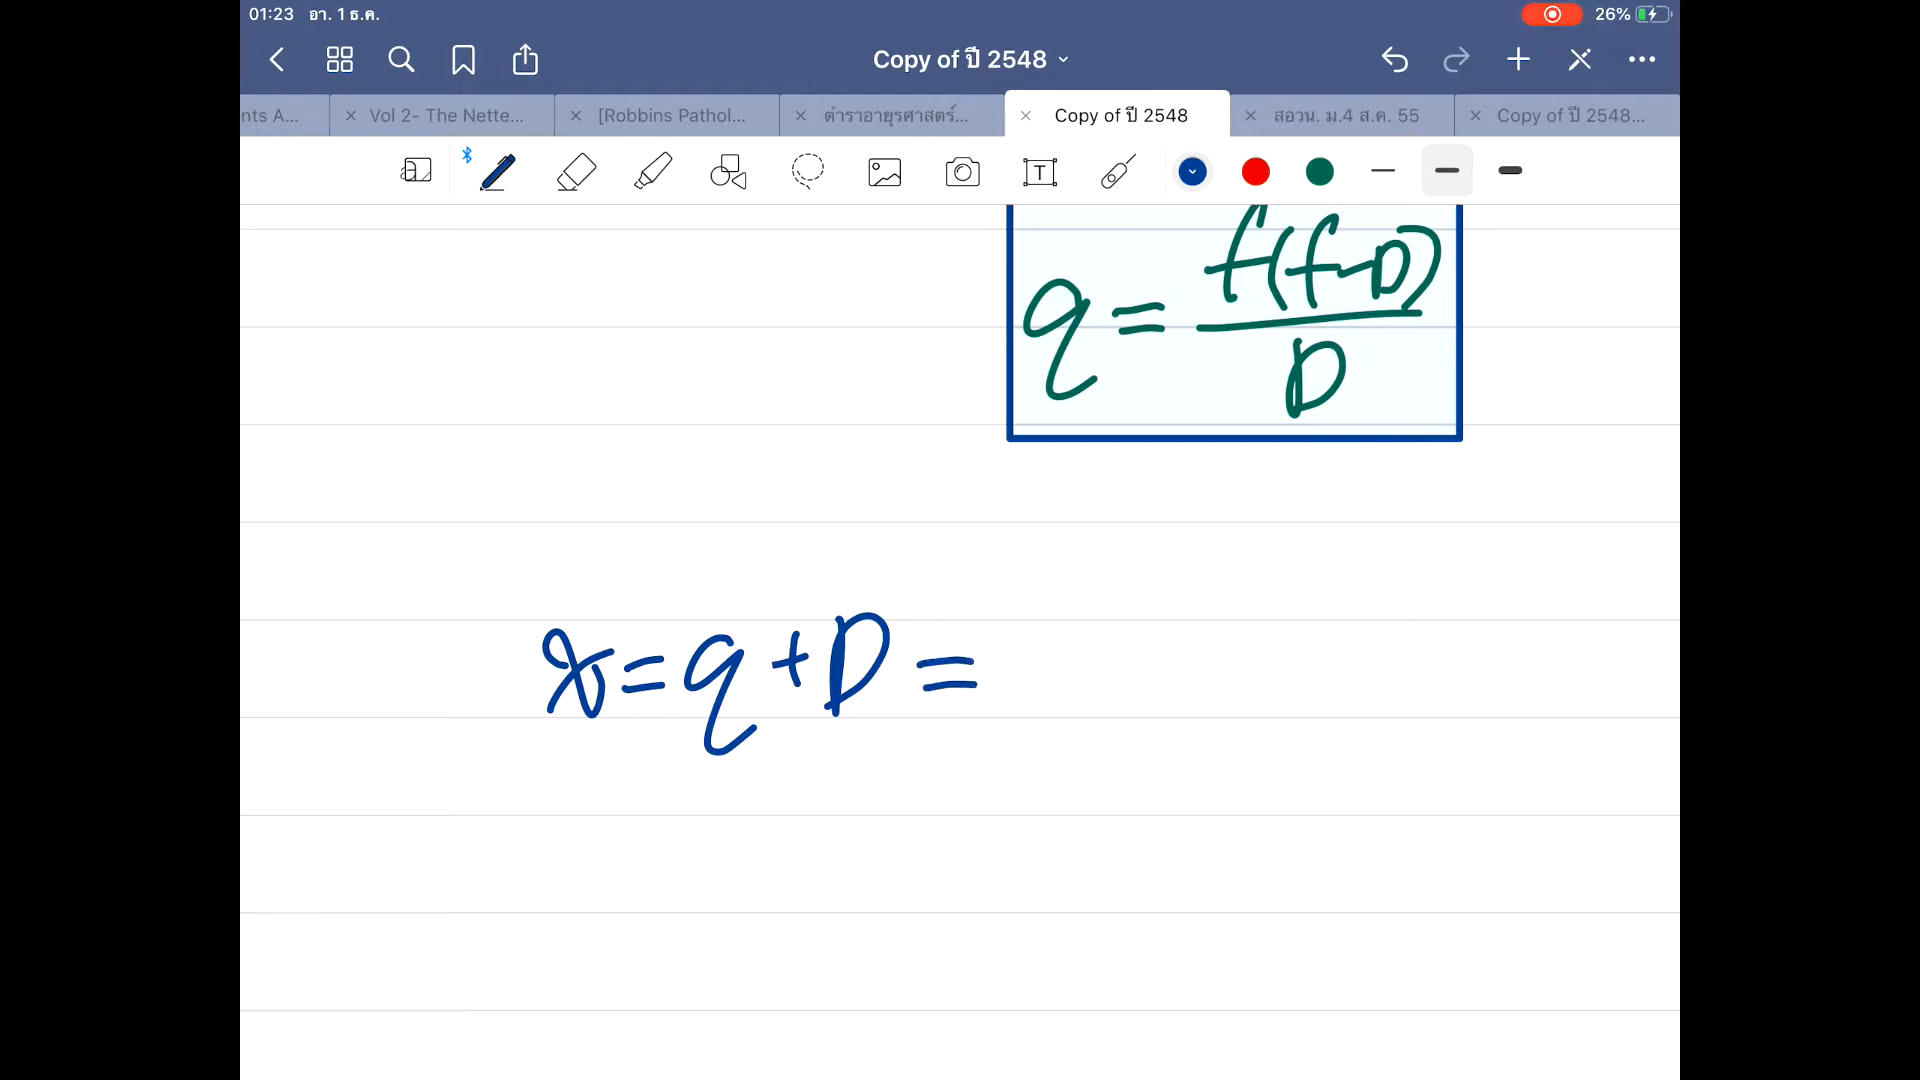 01:23 อา. 1 ธ.ค. 26%
Copy of ปี 2548
nts A... Vol 2- The Nette... [Robbins Pathol... ตำราอายุรศาสตร์... Copy of ปี 2548 สอวน. ม.4 ส.ค. 55 Copy of ปี 2548...
a T
q = f(f-D)
D
x = q + D =